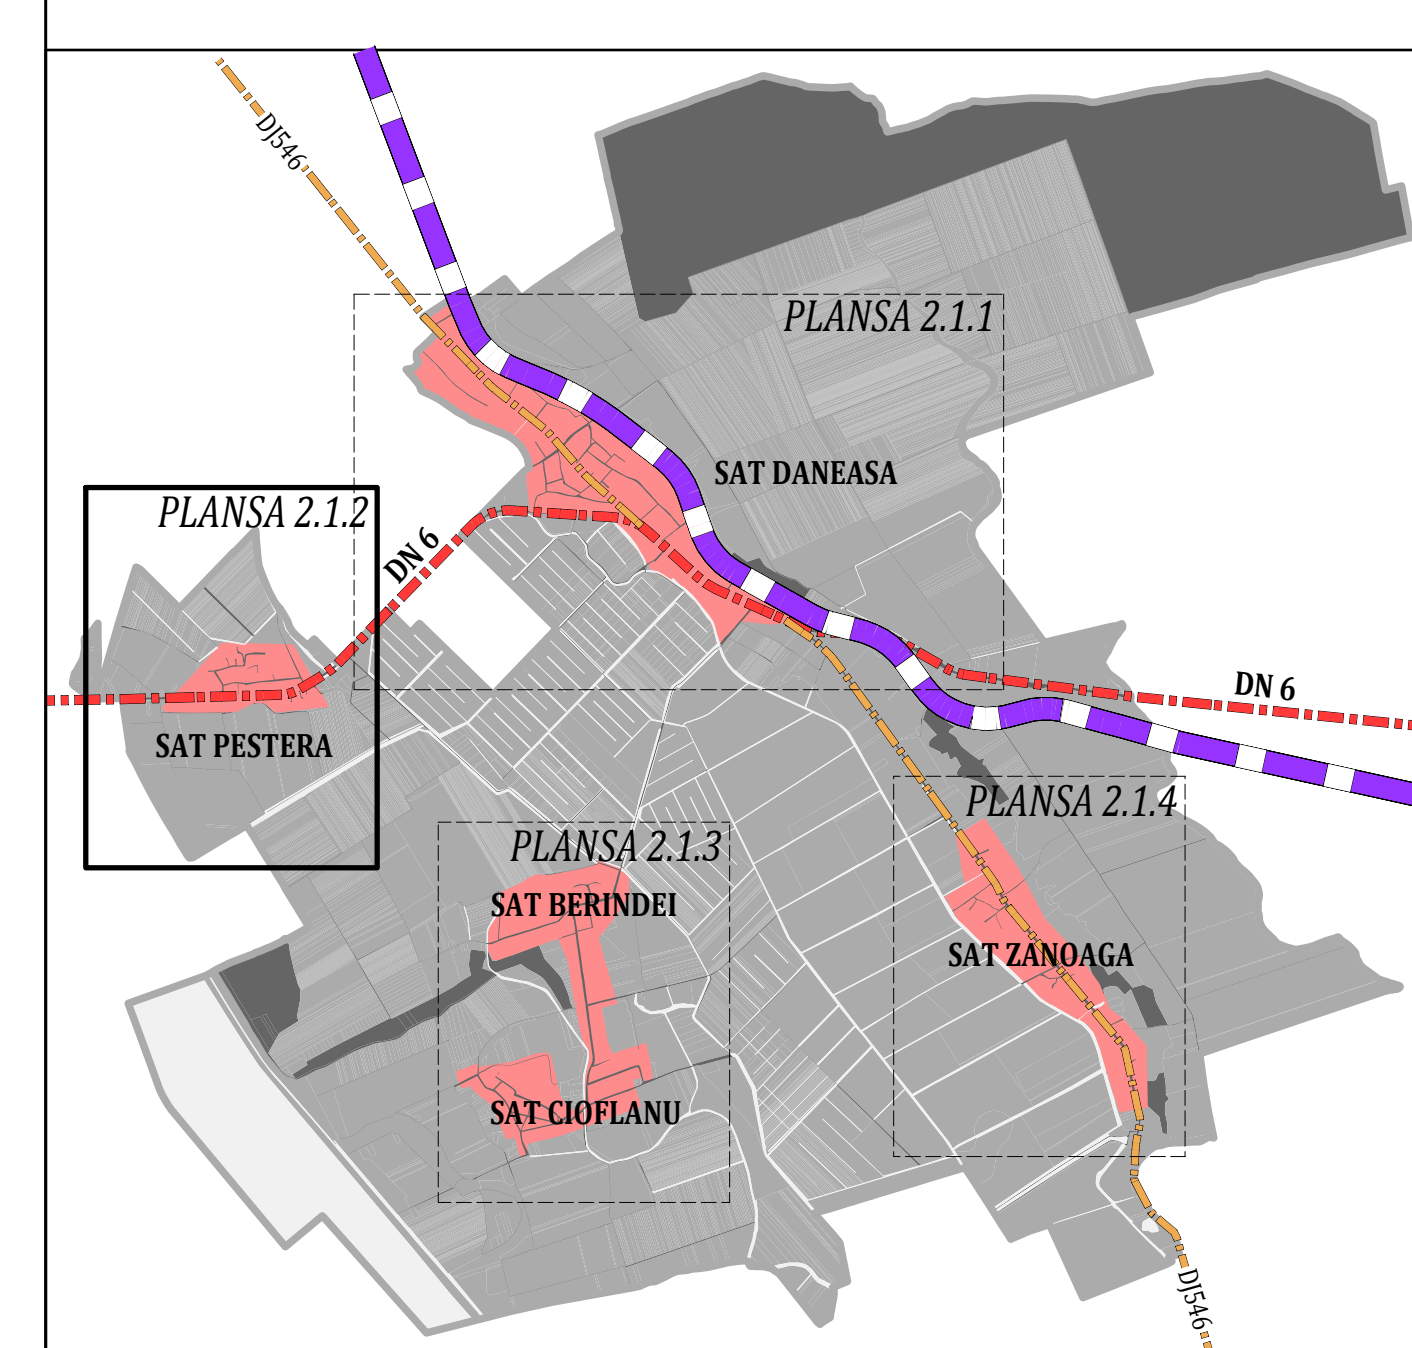 DJ546
PLANSA 2.1.1
SAT DANEASA
PLANSA 2.1.2
DN 6
DN 6
SAT PESTERA
PLANSA 2.1.4
PLANSA 2.1.3
SAT BERINDEI
SAT ZANOAGA
SAT CIOFLANU
DJ546